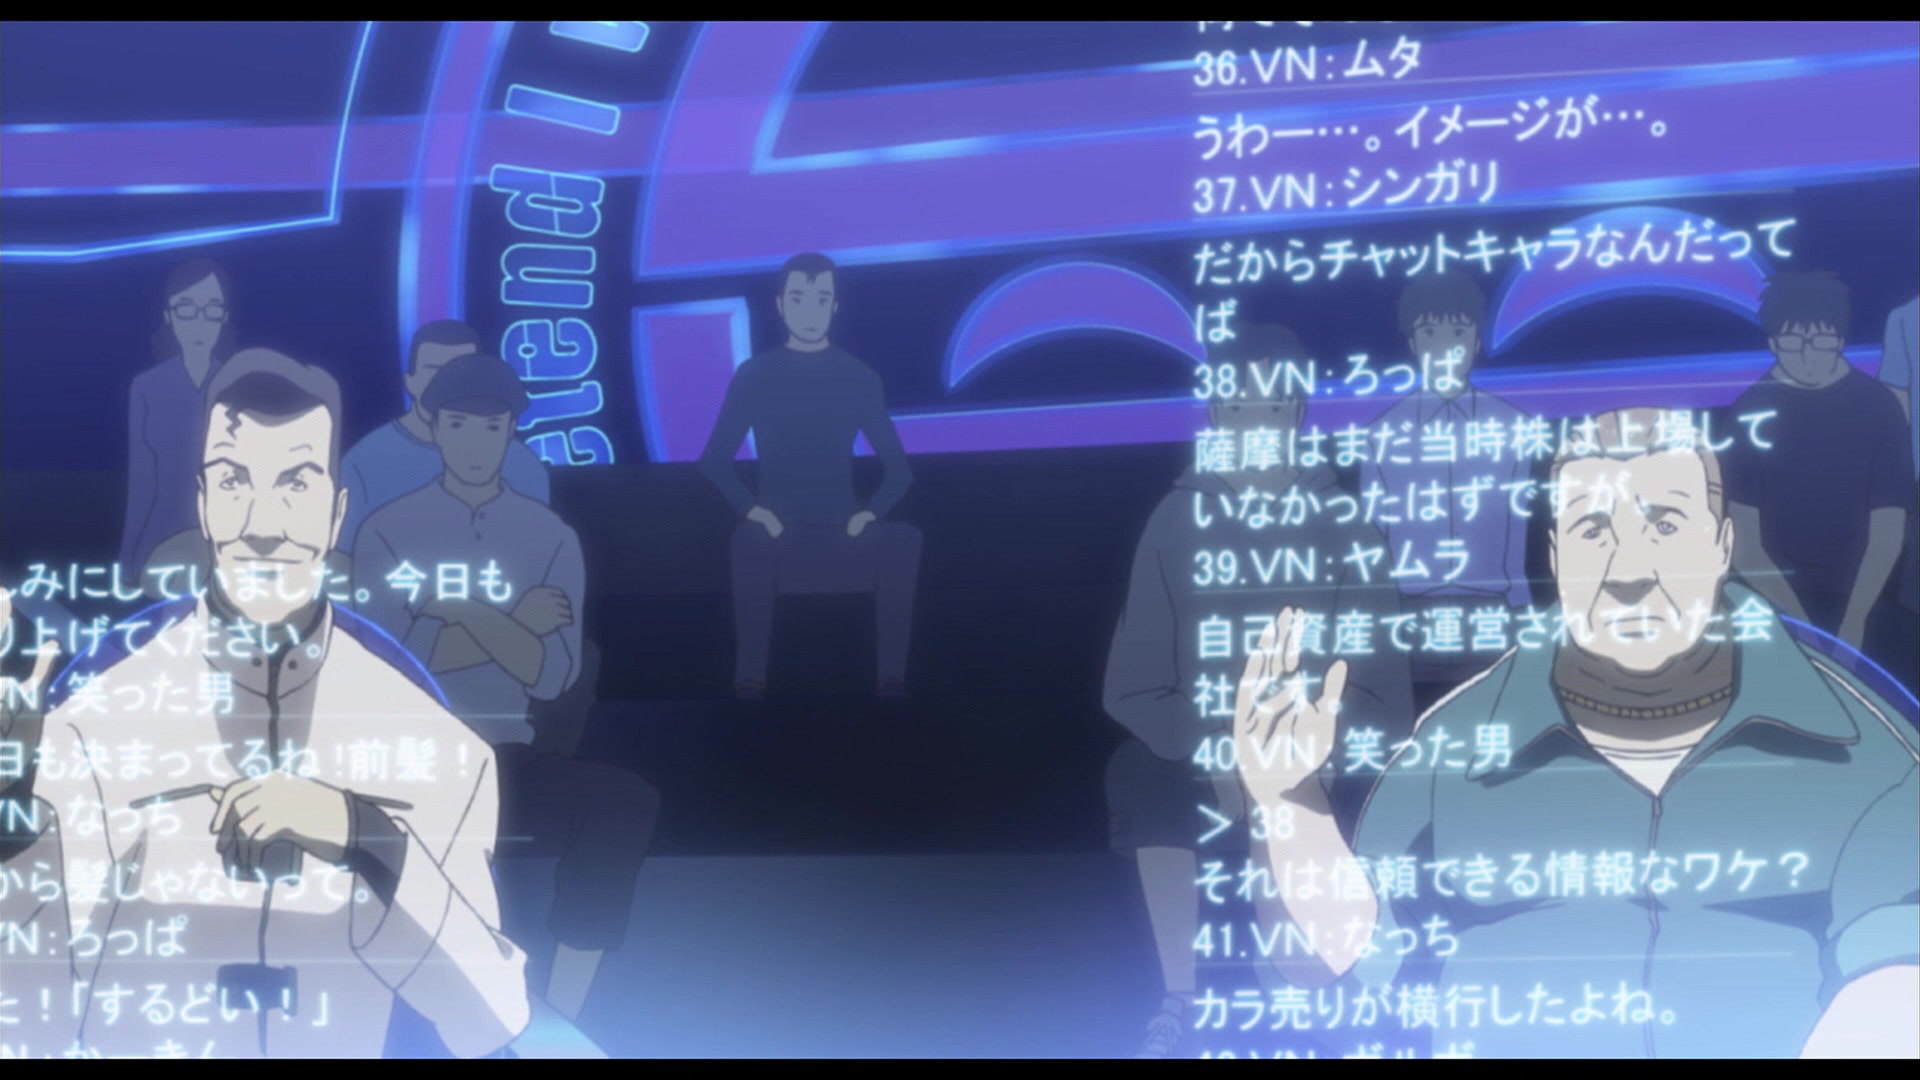 しみにしていました。今日も
り上げてください。
VN:笑った男
日も決まってるね!前髪!
VN:なっち
から髪じゃないって。
VN:ろっぱ
た!「するどい!」
36.VN:ムタ
うわー…。イメージが…。
37.VN:シンガリ
だからチャットキャラなんだって
ば
38.VN:ろっぱ
薩摩はまだ当時株は上場して
いなかったはずですが、
39.VN:ヤムラ
自己資産で運営されていた会
社です。
40.VN:笑った男
＞38
それは信頼できる情報なワケ?
41.VN:なっち
カラ売りが横行したよね。